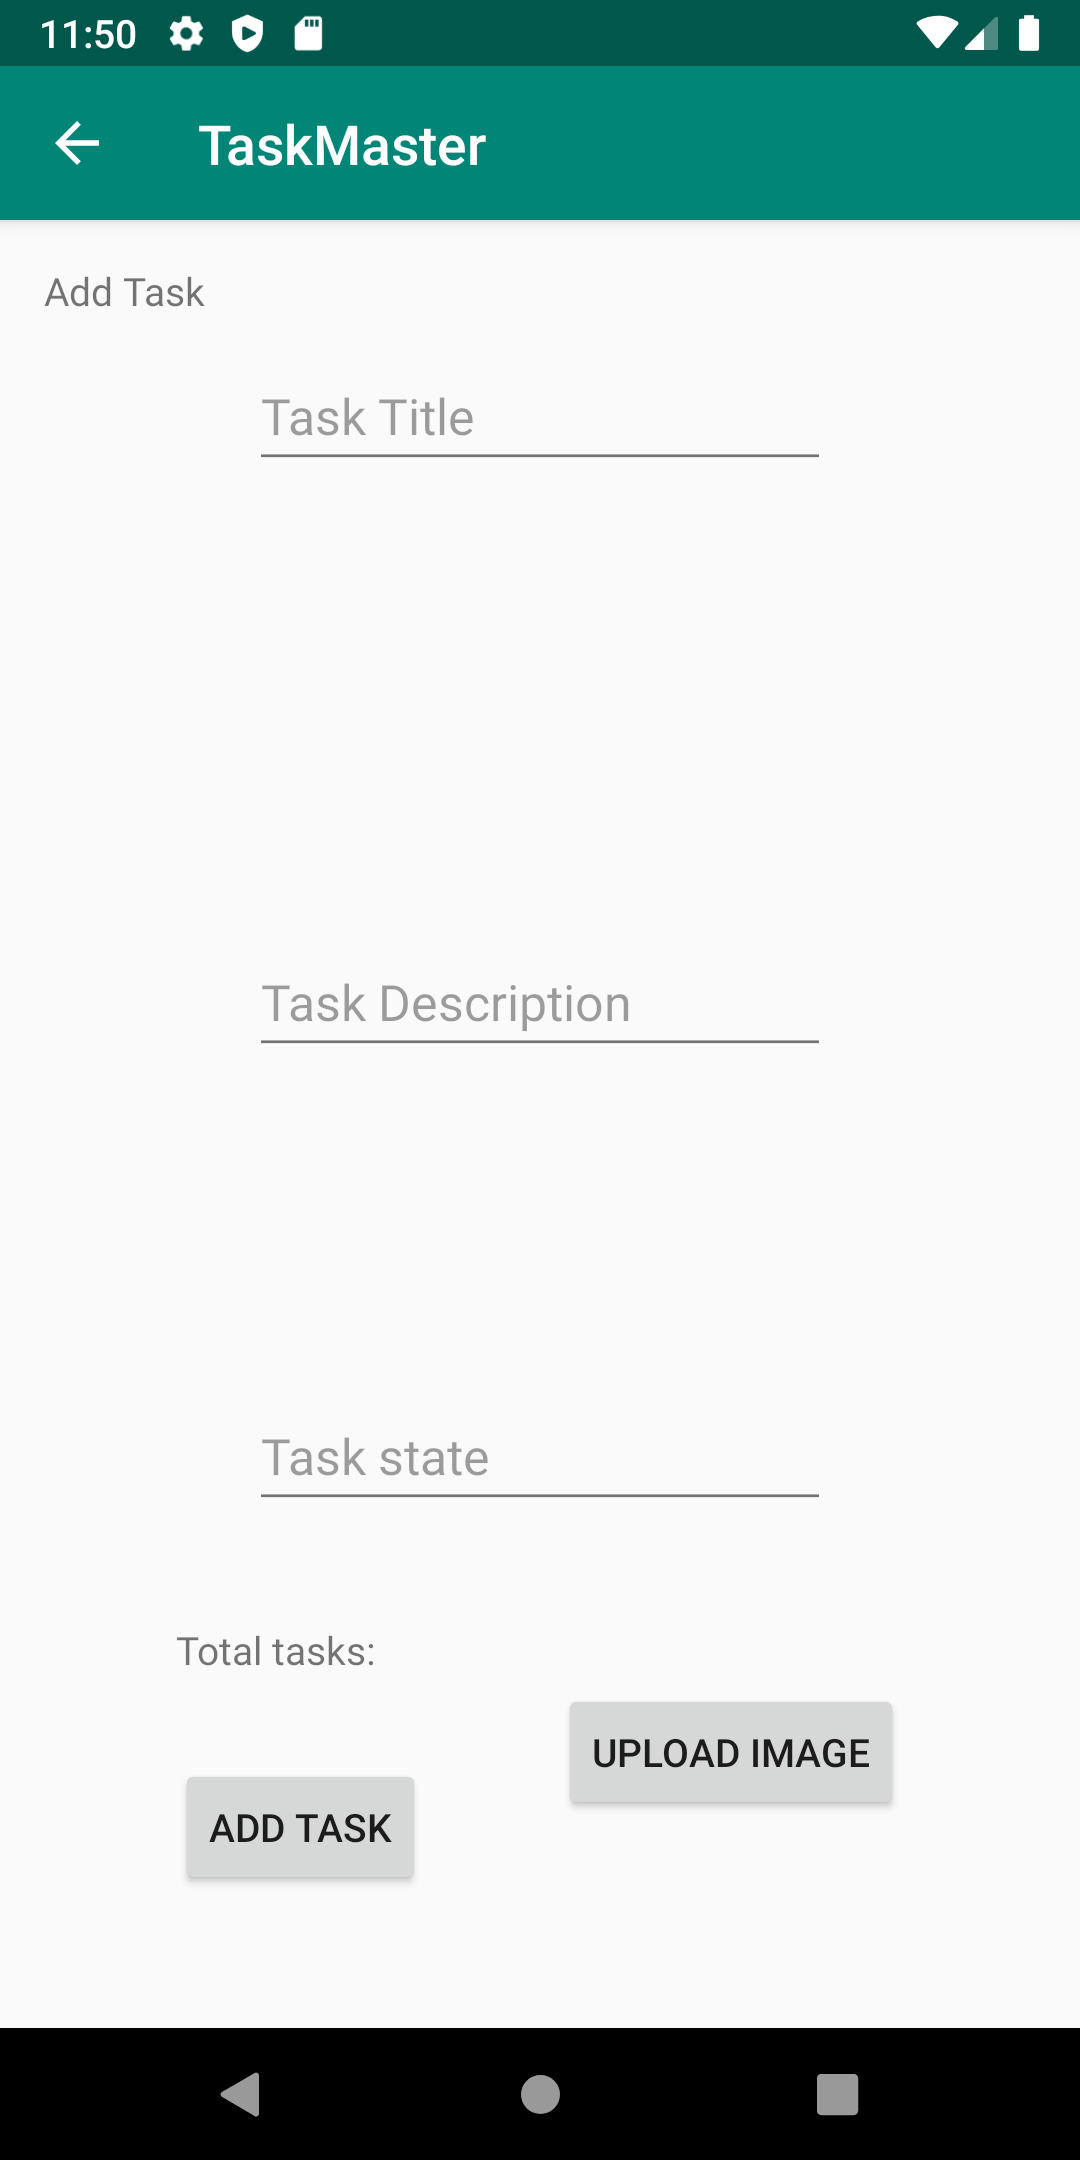 11:50
TaskMaster
Add Task
Task Title
Task Description
Task state
Total tasks:
UPLOAD IMAGE
ADD TASK